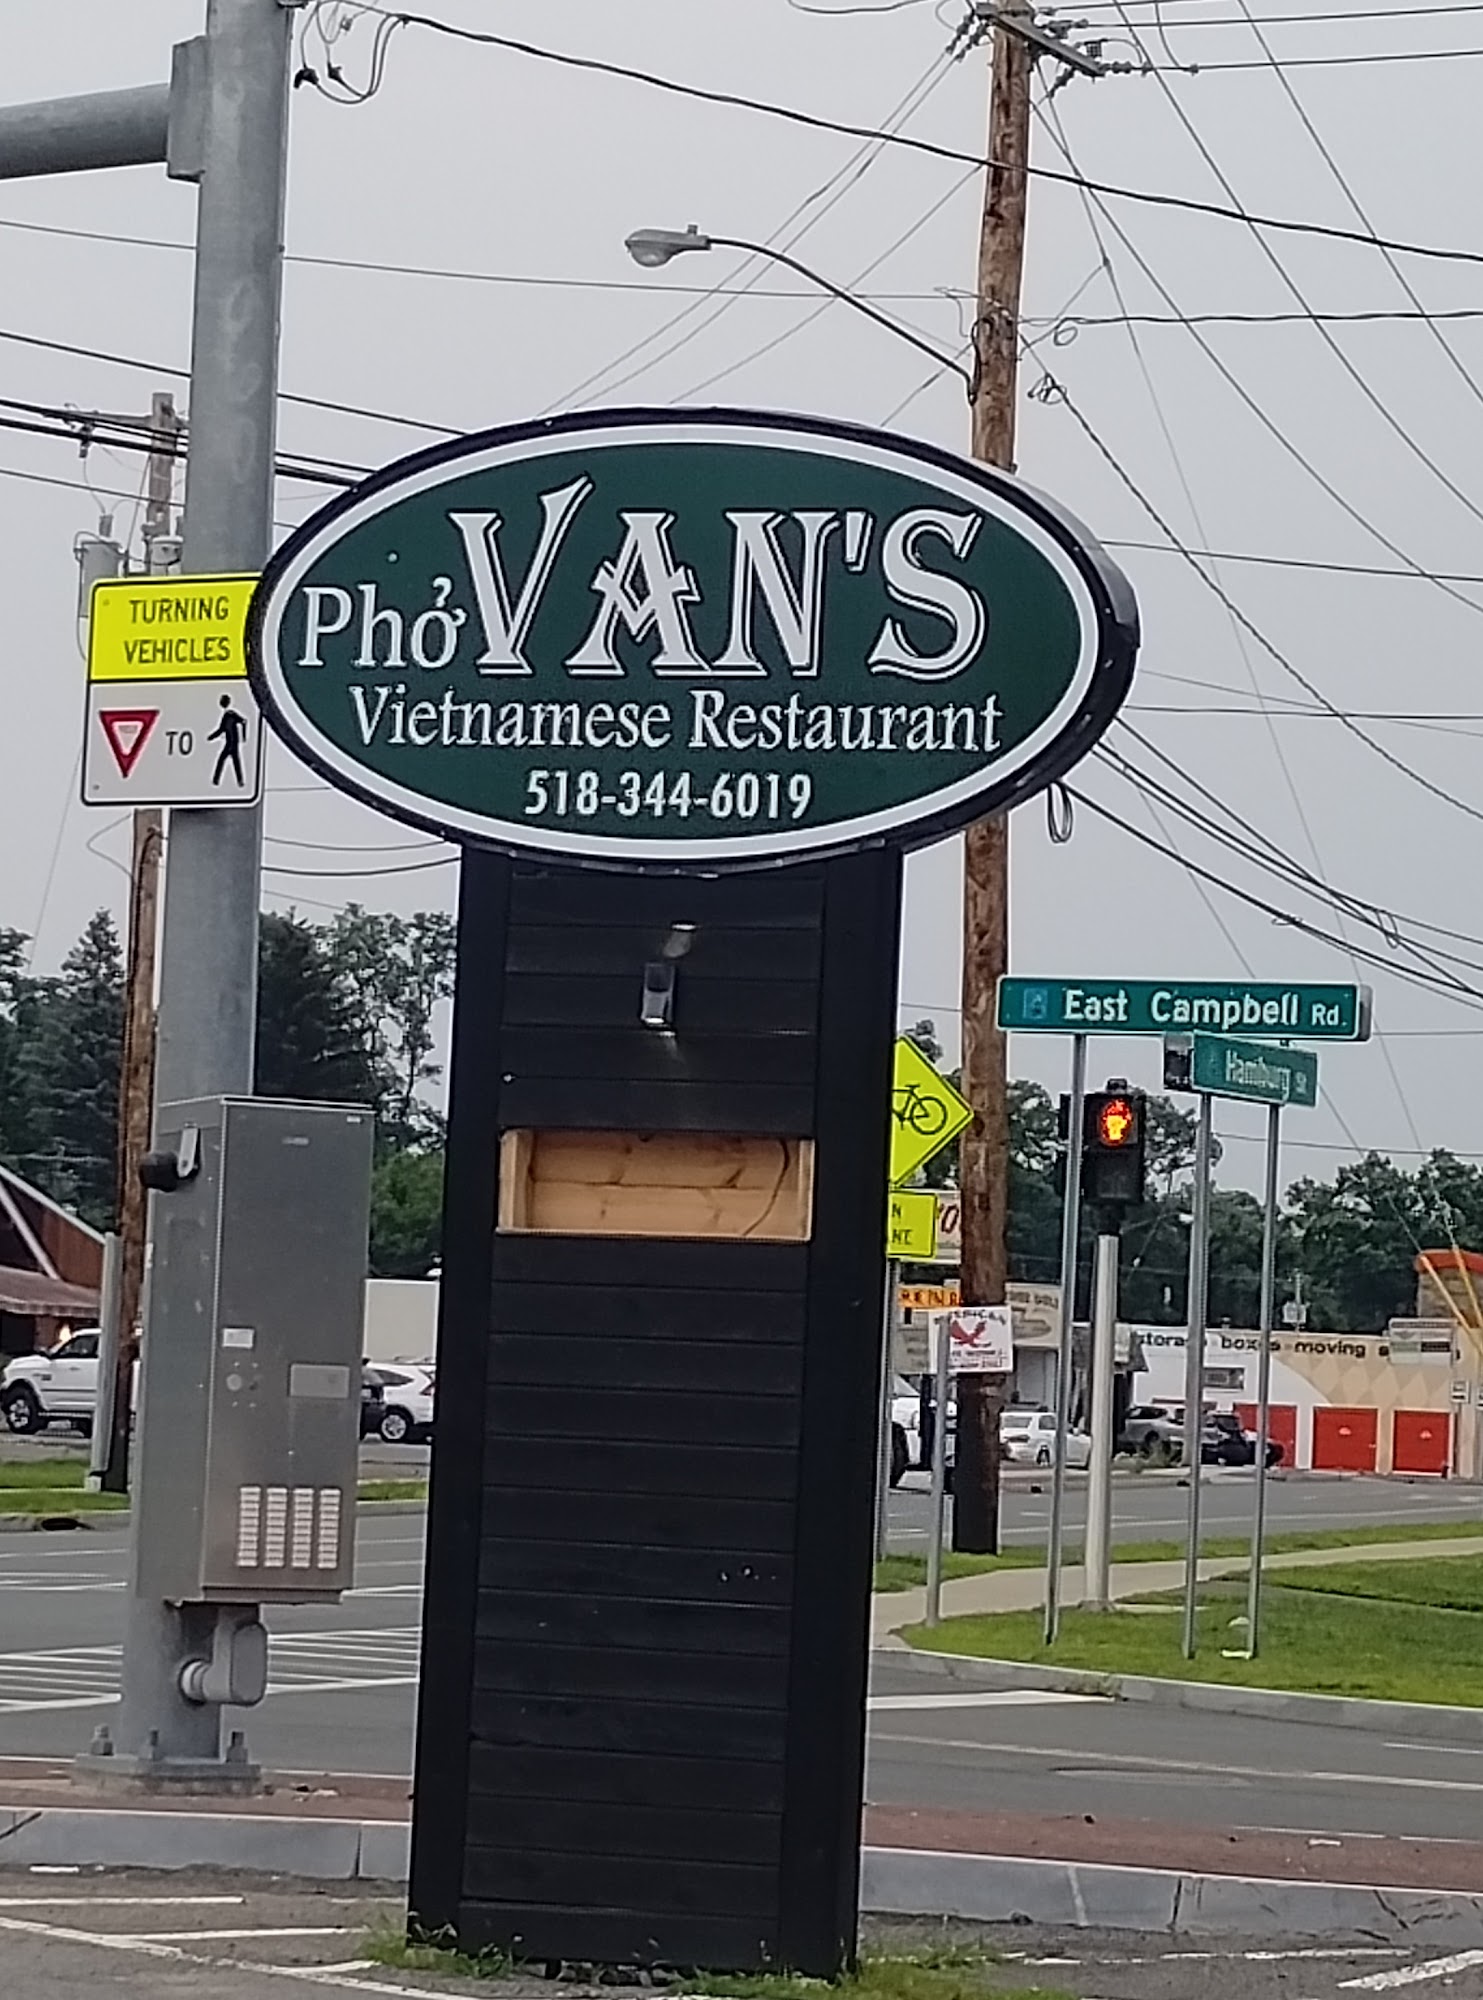 Phở VAN'S
Vietnamese Restaurant
518-344-6019
TURNING
VEHICLES
TO
East Campbell Rd.
Hamburg St
storage boxes moving